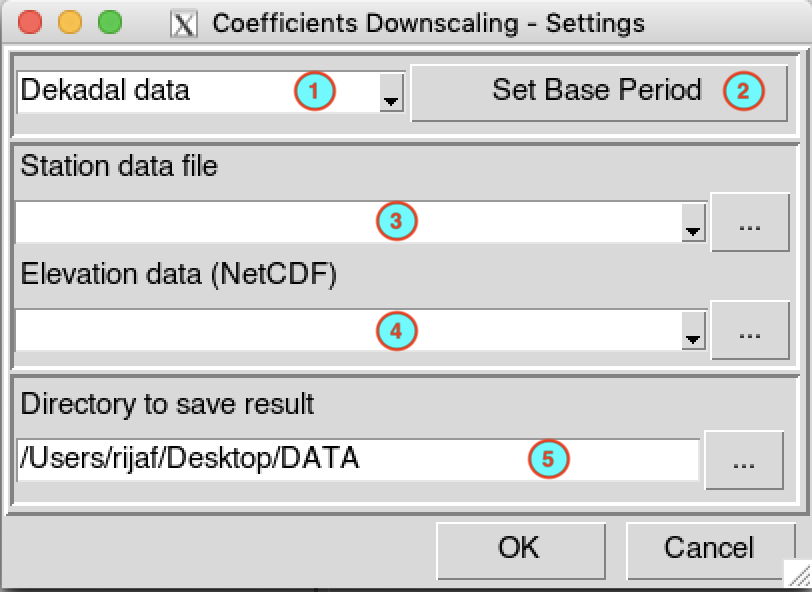 Coefficients Downscaling - Settings
Dekadal data 1 Set Base Period 2
Station data file
3 ...
Elevation data (NetCDF)
4 ...
Directory to save result
/Users/rijaf/Desktop/DATA 5 ...
OK Cancel